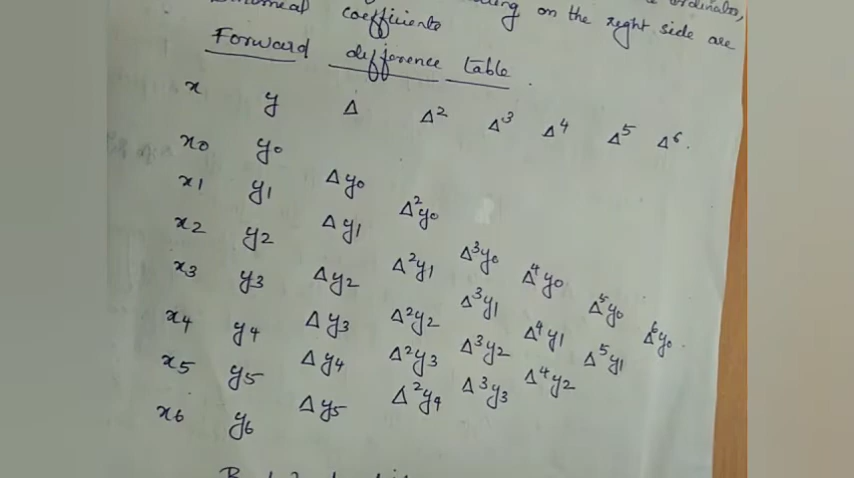 on the right side are
coefficients
Forward difference table.
x y Δ Δ² Δ³ Δ⁴ Δ⁵ Δ⁶.
x0 y0
x1 y1 Δy0
x2 y2 Δy1 Δ²y0
x3 y3 Δy2 Δ²y1 Δ³y0
x4 y4 Δy3 Δ²y2 Δ³y1 Δ⁴y0
x5 y5 Δy4 Δ²y3 Δ³y2 Δ⁴y1 Δ⁵y0
x6 y6 Δy5 Δ²y4 Δ³y3 Δ⁴y2 Δ⁵y1 Δ⁶y0.